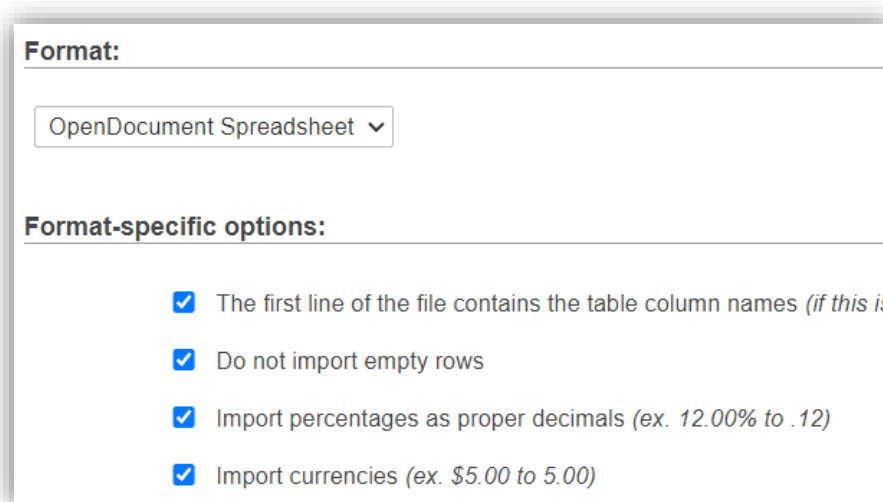 Format:
OpenDocument Spreadsheet
Format-specific options:
The first line of the file contains the table column names (if this
Do not import empty rows
Import percentages as proper decimals (ex. 12.00% to .12)
Import currencies (ex. $5.00 to 5.00)